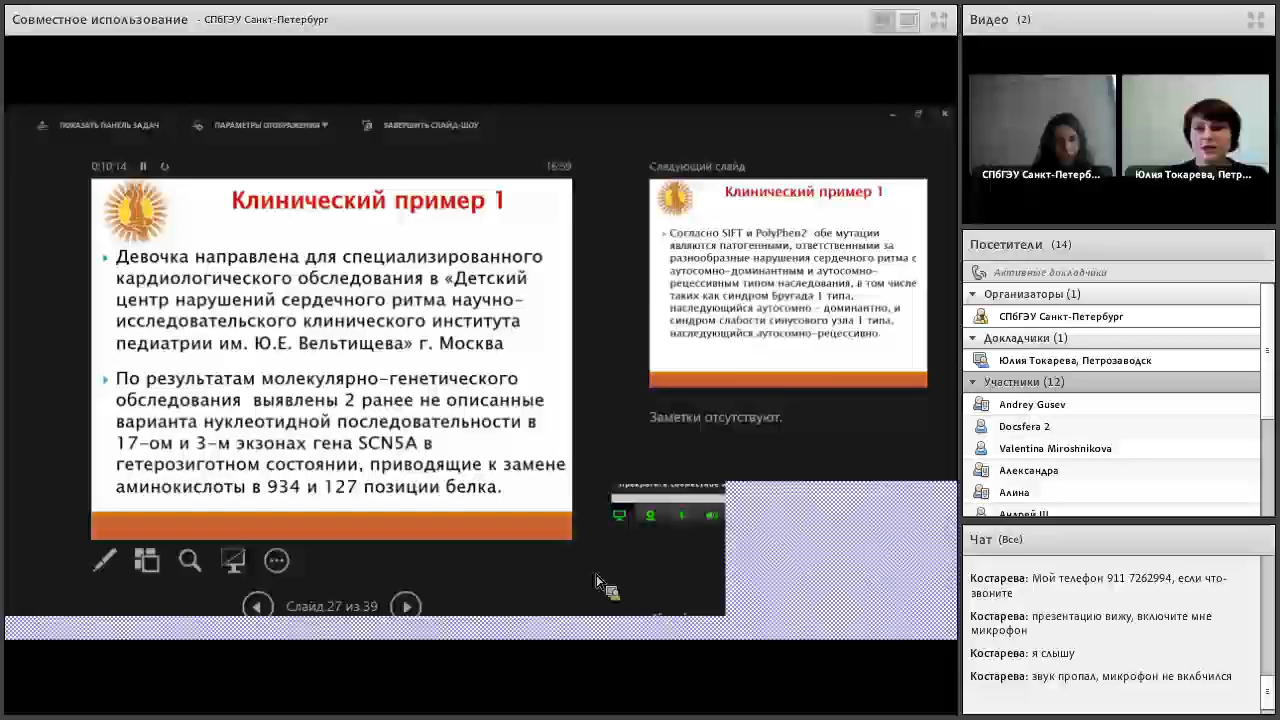 Совместное использование - СПбГЭУ Санкт-Петербург
ПОКАЗАТЬ ПАНЕЛЬ ЗАДАЧ
ПАРАМЕТРЫ ОТОБРАЖЕНИЯ
ЗАВЕРШИТЬ СЛАЙД-ШОУ
0:10:14
16:59
Клинический пример 1
Девочка направлена для специализированного
кардиологического обследования в «Детский
центр нарушений сердечного ритма научно-
исследовательского клинического института
педиатрии им. Ю.Е. Вельтищева» г. Москва
По результатам молекулярно-генетического
обследования выявлены 2 ранее не описанные
варианта нуклеотидной последовательности в
17-ом и 3-м экзонах гена SCN5A в
гетерозиготном состоянии, приводящие к замене
аминокислоты в 934 и 127 позиции белка.
Слайд 27 из 39
Следующий слайд
Клинический пример 1
Согласно SIFT и PolyPhen2 обе мутации
являются патогенными, ответственными за
разнообразные нарушения сердечного ритма с
аутосомно-доминантным и аутосомно-
рецессивным типом наследования, в том числе
таких как синдром Бругада 1 типа,
наследующийся аутосомно - доминантно, и
синдром слабости синусового узла 1 типа,
наследующийся аутосомно-рецессивно.
Заметки отсутствуют.
Видео (2)
СПбГЭУ Санкт-Петерб...
Юлия Токарева, Петр...
Посетители (14)
Активные докладчики
Организаторы (1)
СПбГЭУ Санкт-Петербург
Докладчики (1)
Юлия Токарева, Петрозаводск
Участники (12)
Andrey Gusev
Docsfera 2
Valentina Miroshnikova
Александра
Алина
Андрей Ш
Чат (Все)
Костарева: Мой телефон 911 7262994, если что-
звоните
Костарева: презентацию вижу, включите мне
микрофон
Костарева: я слышу
Костарева: звук пропал, микрофон не вклбчился